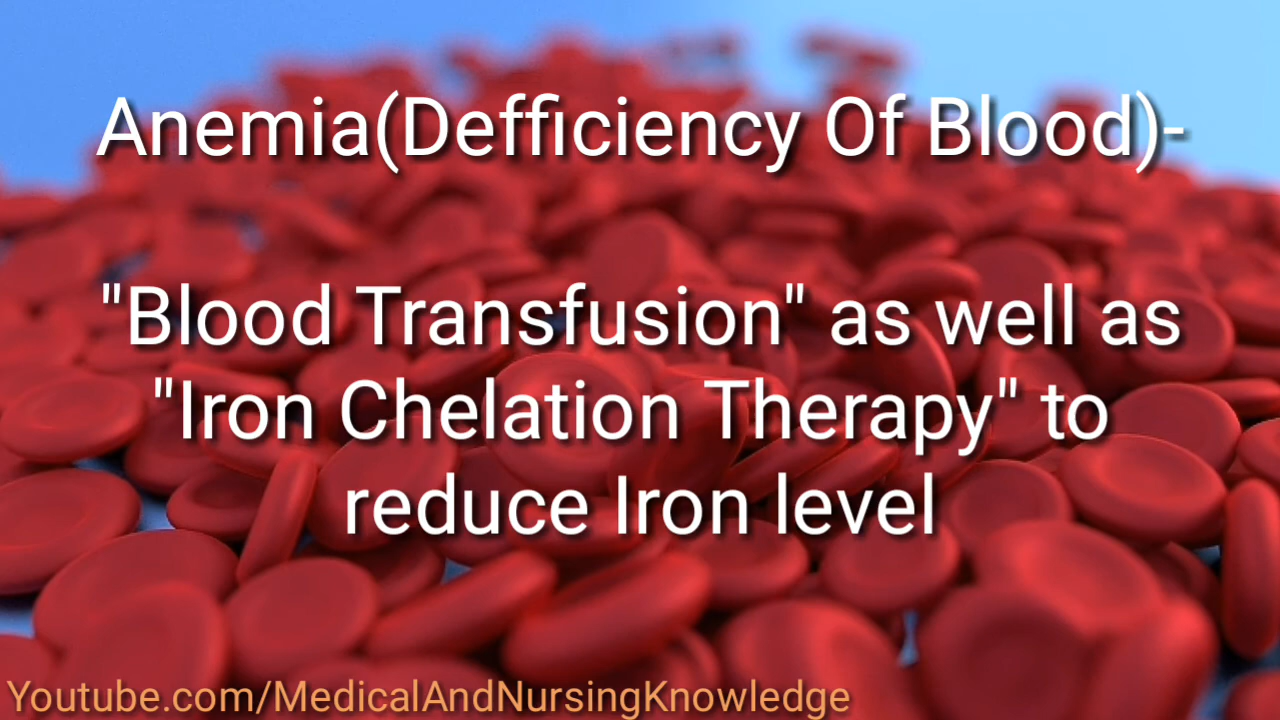 Anemia(Defficiency Of Blood)-
"Blood Transfusion" as well as
"Iron Chelation Therapy" to
reduce Iron level
Youtube.com/MedicalAndNursingKnowledge